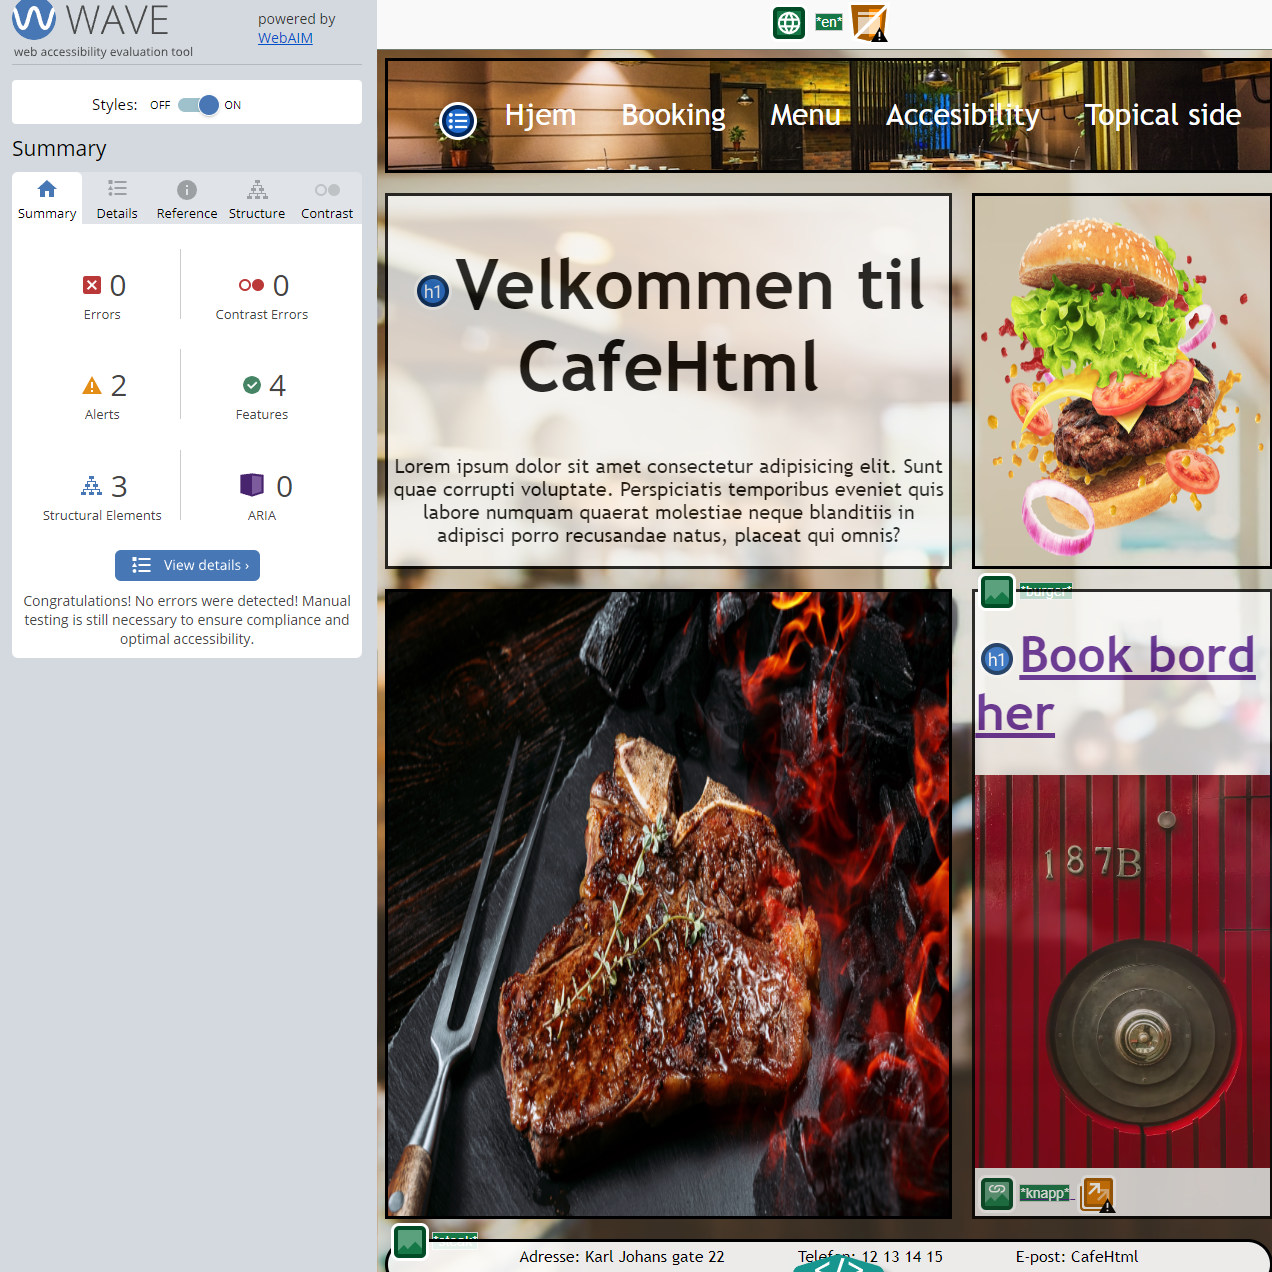 WAVE
web accessibility evaluation tool
powered by
WebAIM
Styles: OFF ON
Summary
Summary Details Reference Structure Contrast
0 Errors
0 Contrast Errors
2 Alerts
4 Features
3 Structural Elements
0 ARIA
View details ›
Congratulations! No errors were detected! Manual
testing is still necessary to ensure compliance and
optimal accessibility.
*en*
Hjem Booking Menu Accesibility Topical side
h1 Velkommen til
CafeHtml
Lorem ipsum dolor sit amet consectetur adipisicing elit. Sunt
quae corrupti voluptate. Perspiciatis temporibus eveniet quis
labore numquam quaerat molestiae neque blanditiis in
adipisci porro recusandae natus, placeat qui omnis?
*burger*
h1 Book bord
her
187B
*knapp*
*steak*
Adresse: Karl Johans gate 22 Telefon: 12 13 14 15 E-post: CafeHtml
</>